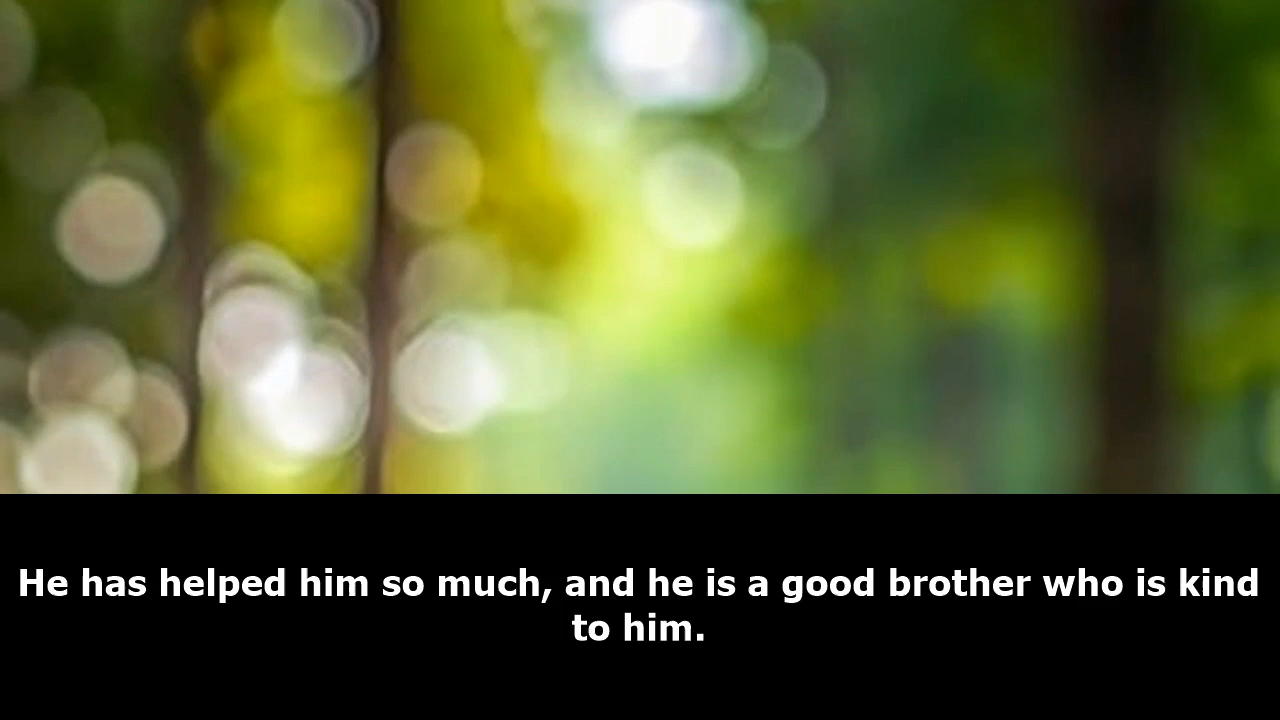 He has helped him so much, and he is a good brother who is kind
to him.